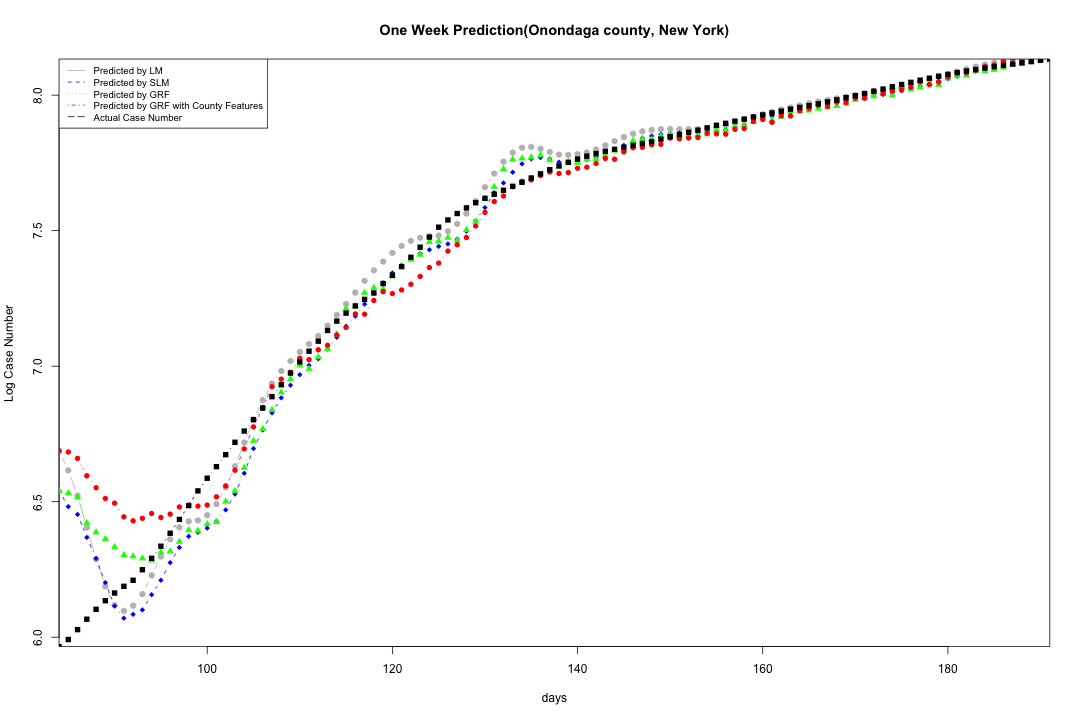 One Week Prediction(Onondaga county, New York)
Predicted by LM
Predicted by SLM
Predicted by GRF
Predicted by GRF with County Features
Actual Case Number
Log Case Number
8.0
7.5
7.0
6.5
6.0
100 120 140 160 180
days